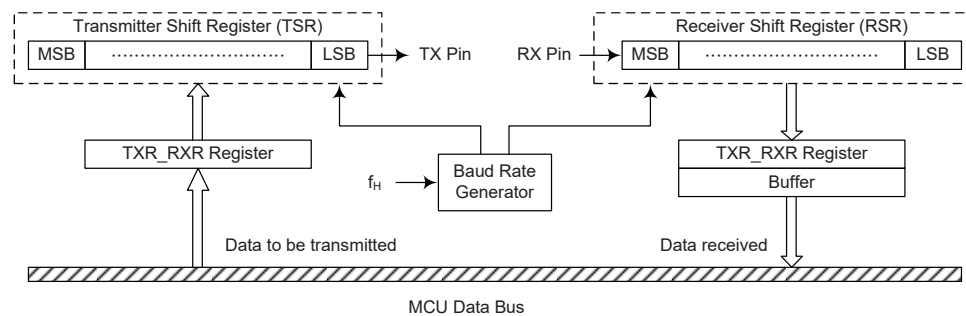 Transmitter Shift Register (TSR)
Receiver Shift Register (RSR)
MSB
LSB
TX Pin
RX Pin
MSB
LSB
TXR_RXR Register
Baud Rate
Generator
fH
TXR_RXR Register
Buffer
Data to be transmitted
Data received
MCU Data Bus